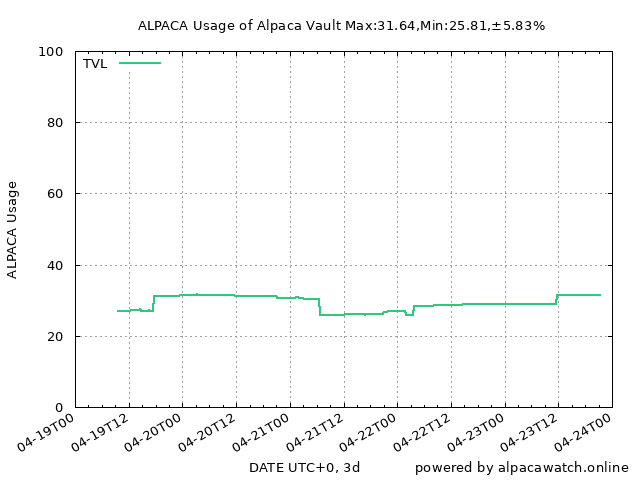 ALPACA Usage of Alpaca Vault Max:31.64,Min:25.81,±5.83%
100
TVL
80
60
ALPACA Usage
40
20
0
04-19T00
04-19T12
04-20T00
04-20T12
04-21T00
04-21T12
04-22T00
04-22T12
04-23T00
04-23T12
04-24T00
DATE UTC+0, 3d
powered by alpacawatch.online